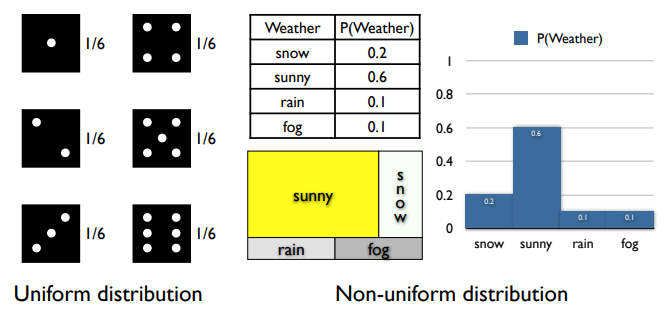 1/6 1/6
1/6 1/6
1/6 1/6
Uniform distribution
Weather P(Weather)
snow 0.2
sunny 0.6
rain 0.1
fog 0.1
sunny
snow
rain fog
P(Weather)
1
0.8
0.6
0.4
0.2
0
0.2 0.6 0.1 0.1
snow sunny rain fog
Non-uniform distribution